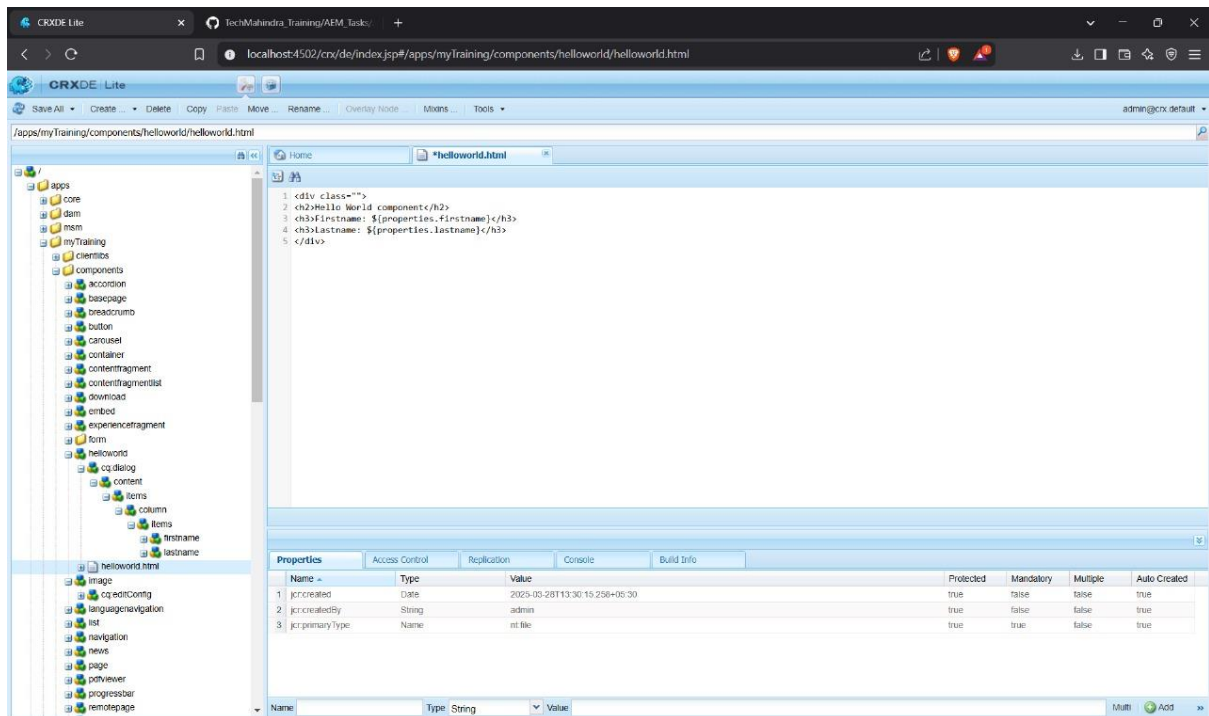 CRXDE Lite
TechMahindra_Training/AEM_Tasks/
localhost:4502/crx/de/index.jsp#/apps/myTraining/components/helloworld/helloworld.html
CRXDE Lite
Save All Create ... Delete Copy Paste Move ... Rename ... Overlay Node ... Mixins ... Tools admin@crx.default
/apps/myTraining/components/helloworld/helloworld.html
Home *helloworld.html
/
apps
core
dam
msm
myTraining
clientlibs
components
accordion
basepage
breadcrumb
button
carousel
container
contentfragment
contentfragmentlist
download
embed
experiencefragment
form
helloworld
cq:dialog
content
items
column
items
firstname
lastname
helloworld.html
image
cq:editConfig
languagenavigation
list
navigation
news
page
pdfviewer
progressbar
remotepage
1 <div class="">
2 <h2>Hello World component</h2>
3 <h3>Firstname: ${properties.firstname}</h3>
4 <h3>Lastname: ${properties.lastname}</h3>
5 </div>
Properties Access Control Replication Console Build Info
Name Type Value Protected Mandatory Multiple Auto Created
1 jcr:created Date 2025-03-28T13:30:15.258+05:30 true false false true
2 jcr:createdBy String admin true false false true
3 jcr:primaryType Name nt:file true true false true
Name Type String Value Multi Add